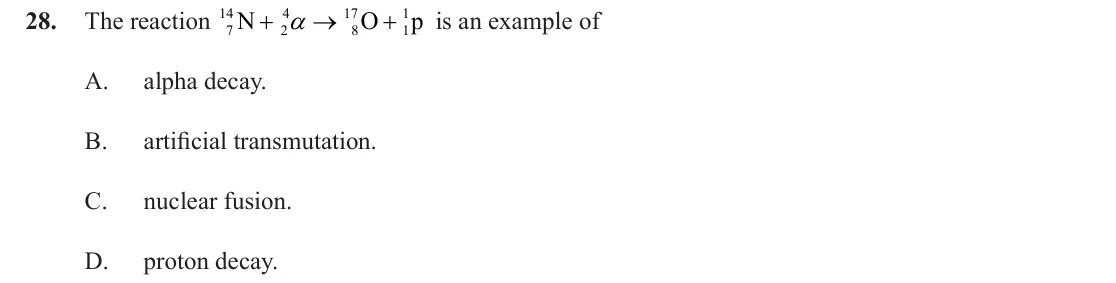 28. The reaction ¹⁴₇N + ⁴₂α → ¹⁷₈O + ¹₁p is an example of
A. alpha decay.
B. artificial transmutation.
C. nuclear fusion.
D. proton decay.